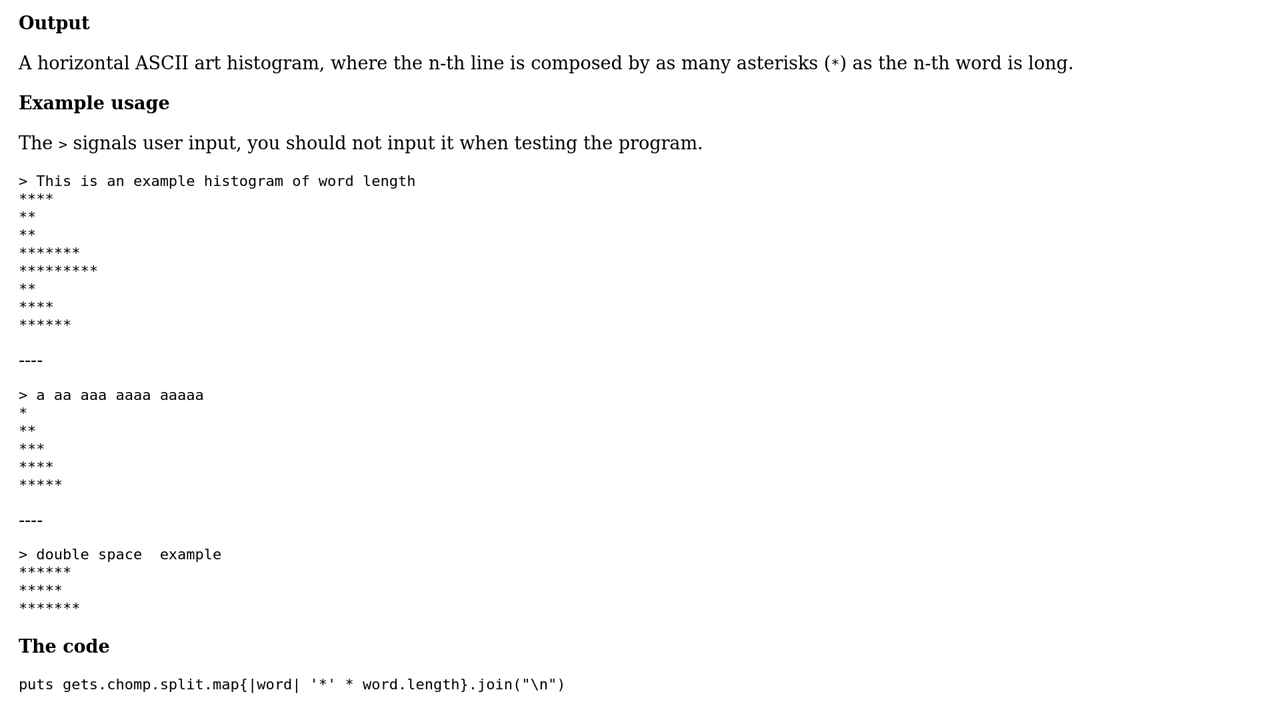 Output
A horizontal ASCII art histogram, where the n-th line is composed by as many asterisks (*) as the n-th word is long.
Example usage
The > signals user input, you should not input it when testing the program.
> This is an example histogram of word length
****
**
**
*******
*********
**
****
******
----
> a aa aaa aaaa aaaaa
*
**
***
****
*****
----
> double space  example
******
*****
*******
The code
puts gets.chomp.split.map{|word| '*' * word.length}.join("\n")